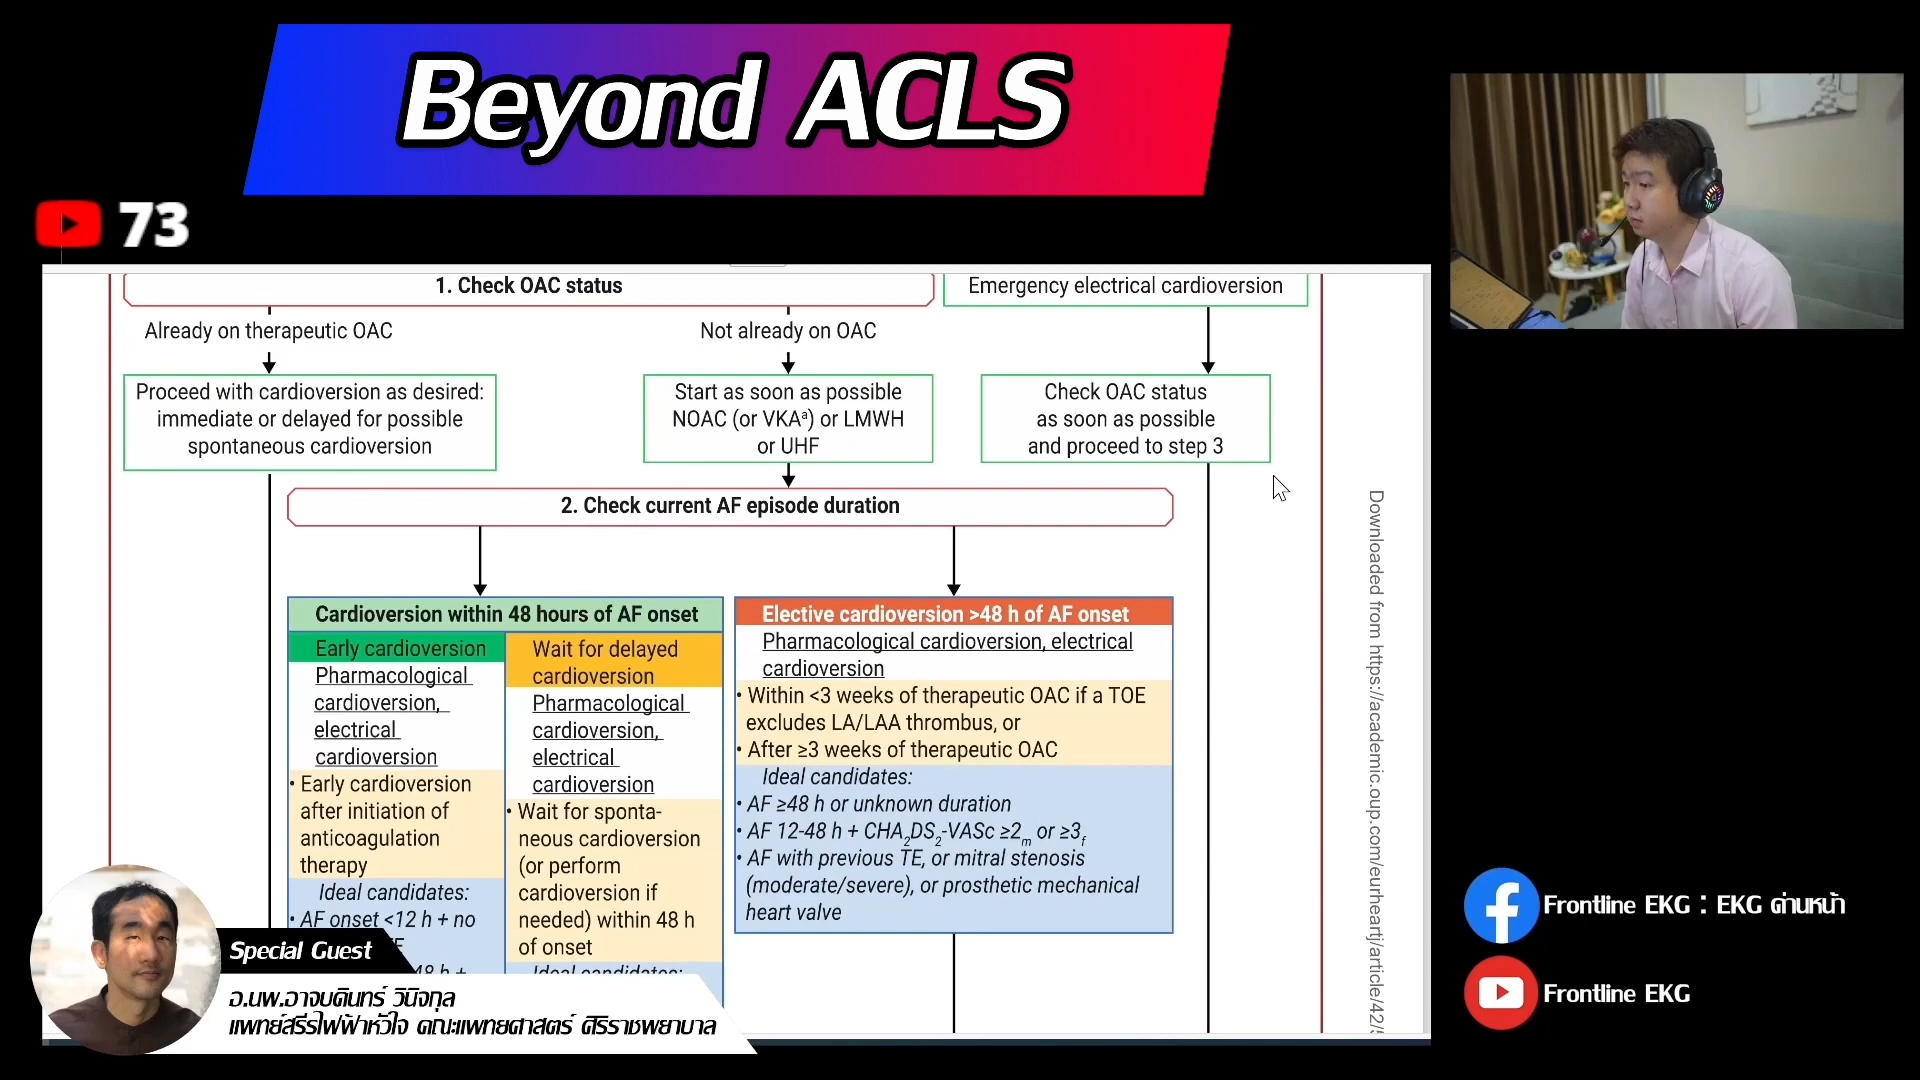 Beyond ACLS
73
1. Check OAC status
Emergency electrical cardioversion
Already on therapeutic OAC
Not already on OAC
Proceed with cardioversion as desired:
immediate or delayed for possible
spontaneous cardioversion
Start as soon as possible
NOAC (or VKAᵃ) or LMWH
or UHF
Check OAC status
as soon as possible
and proceed to step 3
2. Check current AF episode duration
Cardioversion within 48 hours of AF onset
Early cardioversion
Pharmacological
cardioversion,
electrical
cardioversion
• Early cardioversion
after initiation of
anticoagulation
therapy
Ideal candidates:
• AF onset <12 h + no
48 h +
Wait for delayed
cardioversion
Pharmacological
cardioversion,
electrical
cardioversion
• Wait for sponta-
neous cardioversion
(or perform
cardioversion if
needed) within 48 h
of onset
Ideal candidates:
Elective cardioversion >48 h of AF onset
Pharmacological cardioversion, electrical
cardioversion
• Within <3 weeks of therapeutic OAC if a TOE
excludes LA/LAA thrombus, or
• After ≥3 weeks of therapeutic OAC
Ideal candidates:
• AF ≥48 h or unknown duration
• AF 12-48 h + CHA₂DS₂-VASc ≥2ₘ or ≥3f
• AF with previous TE, or mitral stenosis
(moderate/severe), or prosthetic mechanical
heart valve
Downloaded from https://academic.oup.com/eurheartj/article/42/5
Special Guest
อ.นพ.อาจบดินทร์ วินิจกุล
แพทย์สรีรไฟฟ้าหัวใจ คณะแพทยศาสตร์ ศิริราชพยาบาล
Frontline EKG : EKG ด่านหน้า
Frontline EKG